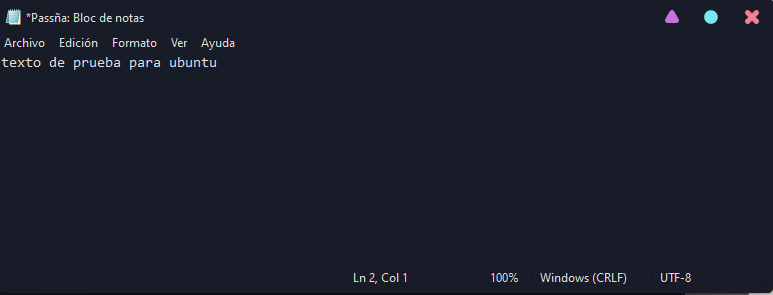 *Passña: Bloc de notas
Archivo Edición Formato Ver Ayuda
texto de prueba para ubuntu
Ln 2, Col 1 100% Windows (CRLF) UTF-8